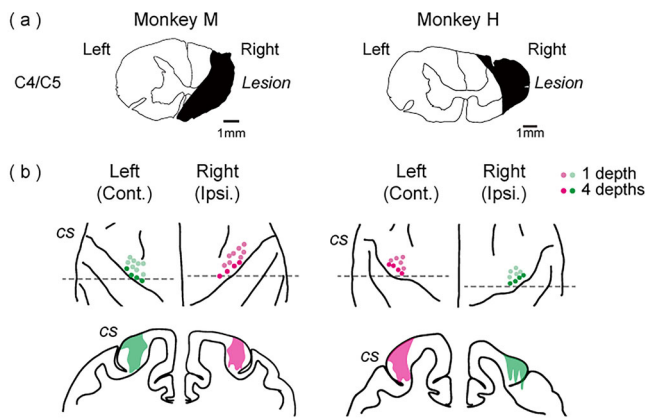 ( a )
Monkey M
Monkey H
Left
Right
Left
Right
C4/C5
Lesion
Lesion
1mm
1mm
( b )
Left
(Cont.)
Right
(Ipsi.)
Left
(Cont.)
Right
(Ipsi.)
1 depth
4 depths
cs
cs
cs
cs